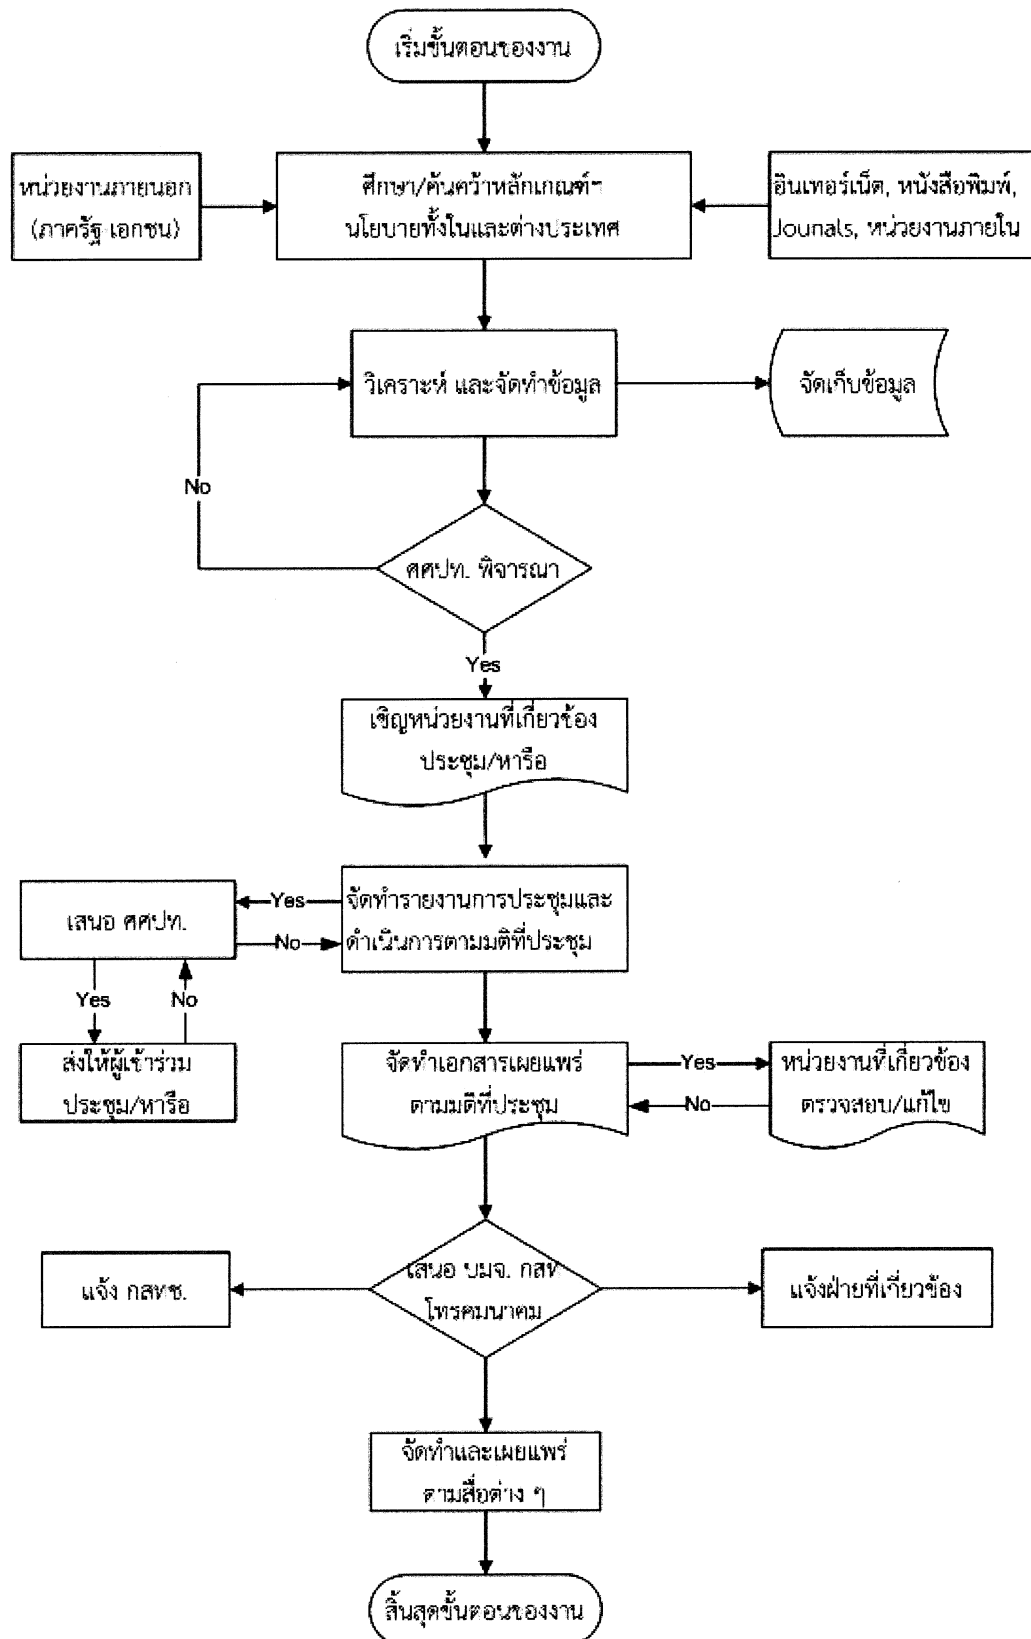 เริ่มขั้นตอนของงาน
หน่วยงานภายนอก
(ภาครัฐ เอกชน)
ศึกษา/ค้นคว้าหลักเกณฑ์ฯ
นโยบายทั้งในและต่างประเทศ
อินเทอร์เน็ต, หนังสือพิมพ์,
Jounals, หน่วยงานภายใน
วิเคราะห์ และจัดทำข้อมูล
จัดเก็บข้อมูล
No
ศศปท. พิจารณา
Yes
เชิญหน่วยงานที่เกี่ยวข้อง
ประชุม/หารือ
เสนอ ศศปท.
Yes
No
จัดทำรายงานการประชุมและ
ดำเนินการตามมติที่ประชุม
Yes
No
ส่งให้ผู้เข้าร่วม
ประชุม/หารือ
จัดทำเอกสารเผยแพร่
ตามมติที่ประชุม
Yes
No
หน่วยงานที่เกี่ยวข้อง
ตรวจสอบ/แก้ไข
แจ้ง กสทช.
เสนอ บมจ. กสท
โทรคมนาคม
แจ้งฝ่ายที่เกี่ยวข้อง
จัดทำและเผยแพร่
ตามสื่อต่าง ๆ
สิ้นสุดขั้นตอนของงาน